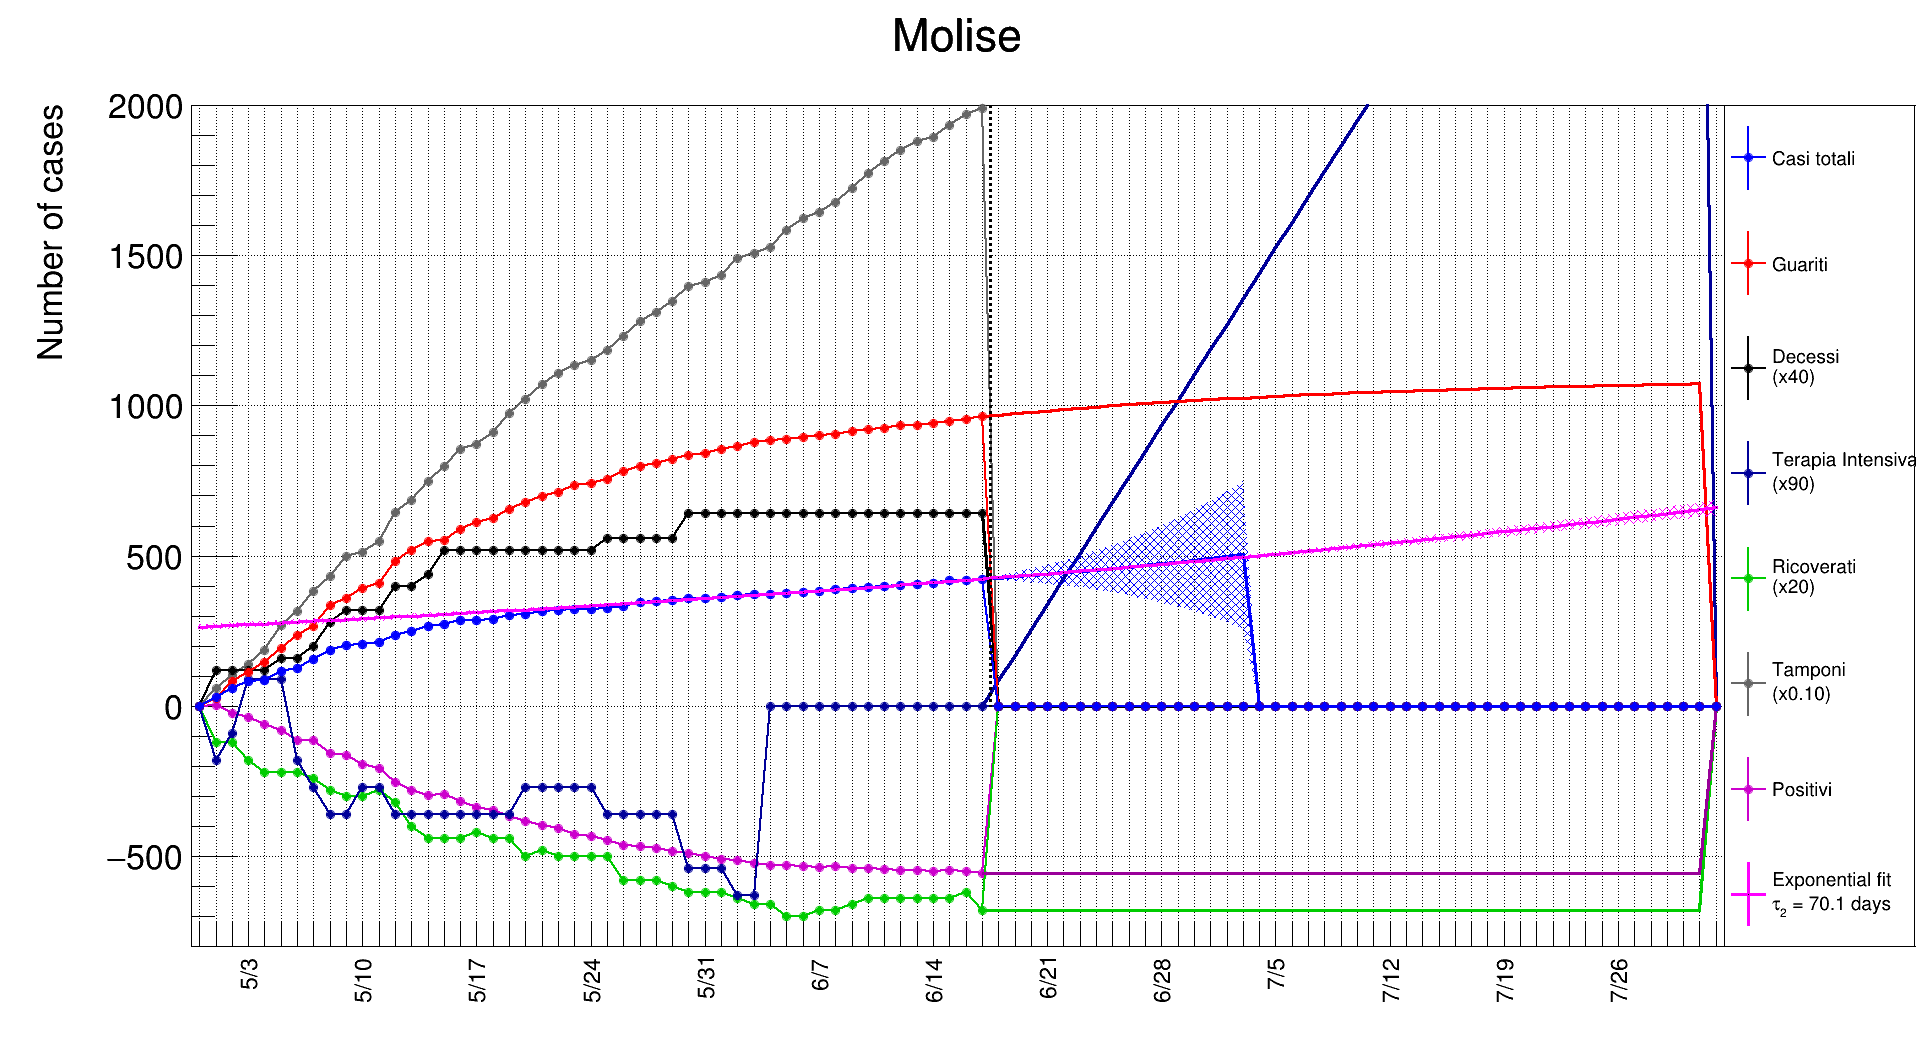 Molise
Number of cases
2000
1500
1000
500
0
−500
5/3
5/10
5/17
5/24
5/31
6/7
6/14
6/21
6/28
7/5
7/12
7/19
7/26
Casi totali
Guariti
Decessi
(x40)
Terapia Intensiva
(x90)
Ricoverati
(x20)
Tamponi
(x0.10)
Positivi
Exponential fit
τ₂ = 70.1 days